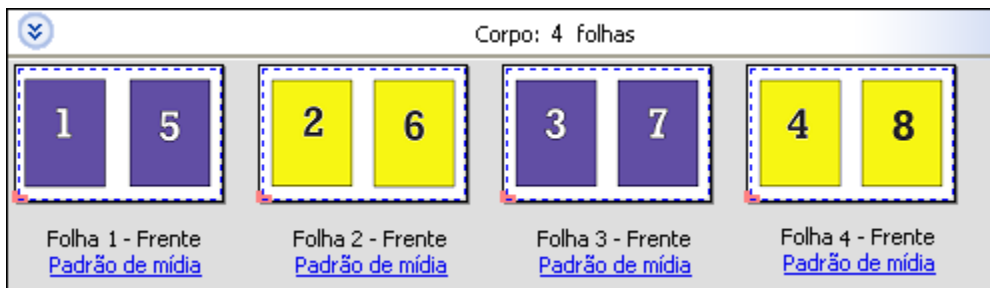 Corpo: 4 folhas
1 5 2 6 3 7 4 8
Folha 1 - Frente Folha 2 - Frente Folha 3 - Frente Folha 4 - Frente
Padrão de mídia Padrão de mídia Padrão de mídia Padrão de mídia